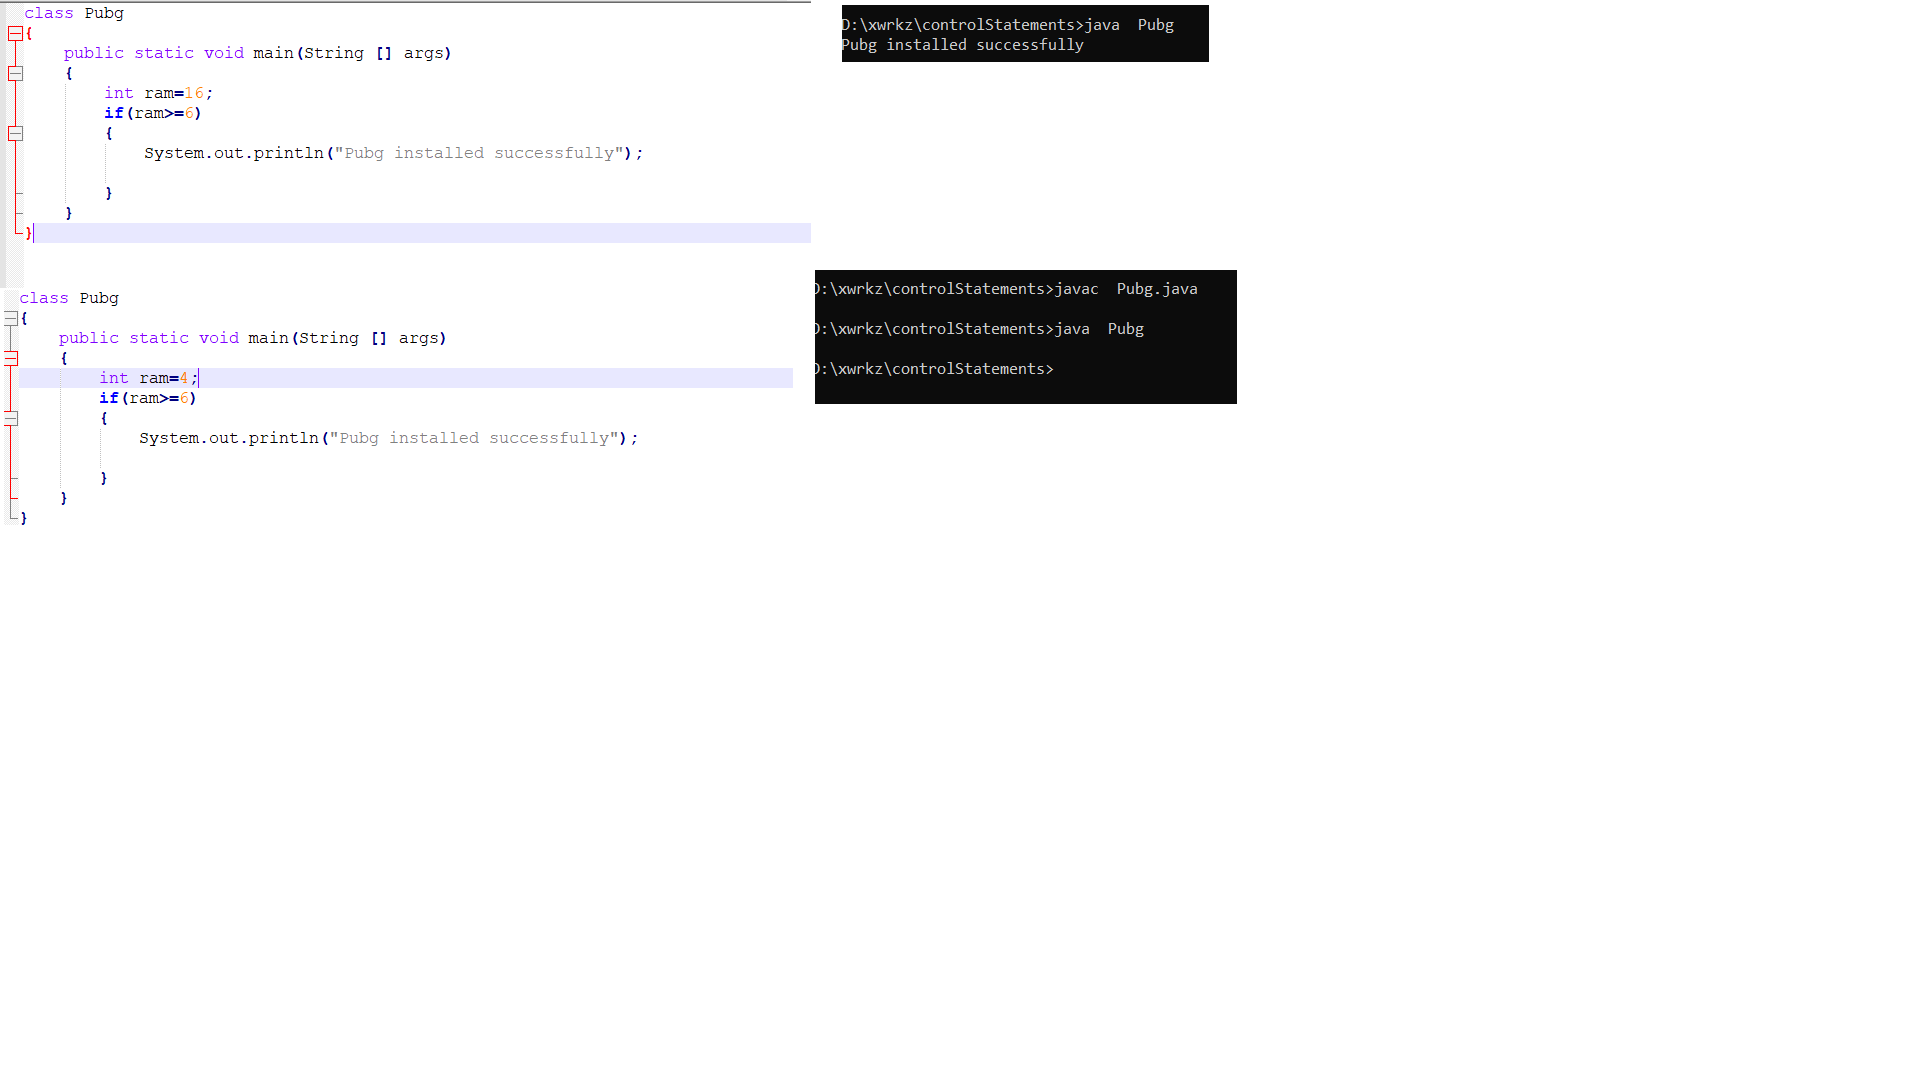 class Pubg
{
public static void main(String [] args)
{
int ram=16;
if(ram>=6)
{
System.out.println("Pubg installed successfully");
}
}
}
D:\xwrkz\controlStatements>java  Pubg
Pubg installed successfully
class Pubg
{
public static void main(String [] args)
{
int ram=4;
if(ram>=6)
{
System.out.println("Pubg installed successfully");
}
}
}
D:\xwrkz\controlStatements>javac  Pubg.java
D:\xwrkz\controlStatements>java  Pubg
D:\xwrkz\controlStatements>